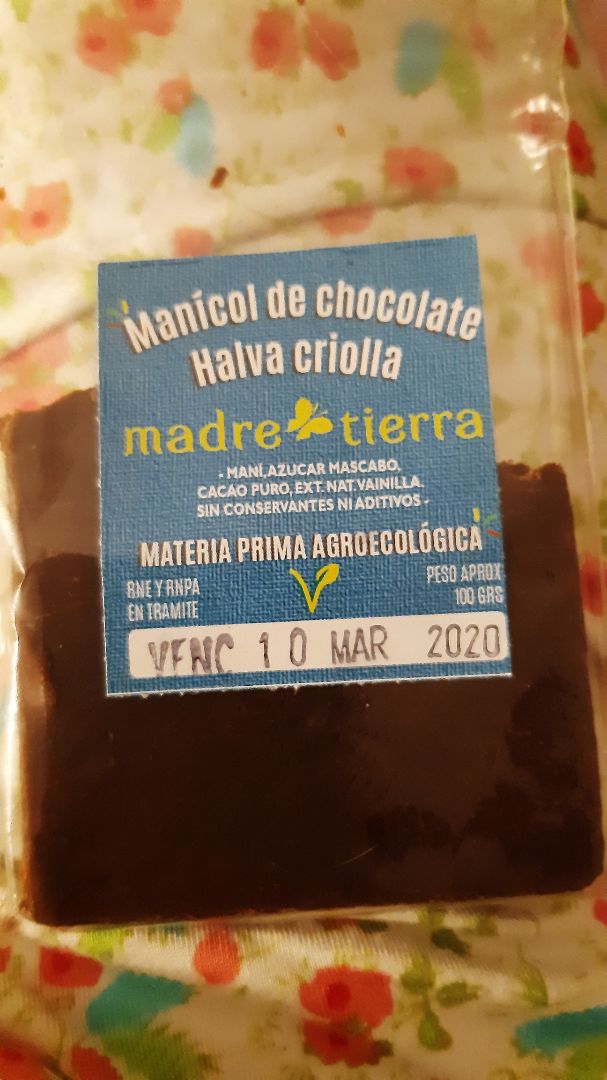 Manícol de chocolate
Halva criolla
madre tierra
- MANÍ, AZUCAR MASCABO,
CACAO PURO, EXT. NAT. VAINILLA.
SIN CONSERVANTES NI ADITIVOS -
MATERIA PRIMA AGROECOLÓGICA
RNE Y RNPA
EN TRAMITE
PESO APROX
100 GRS
VENC 10 MAR 2020